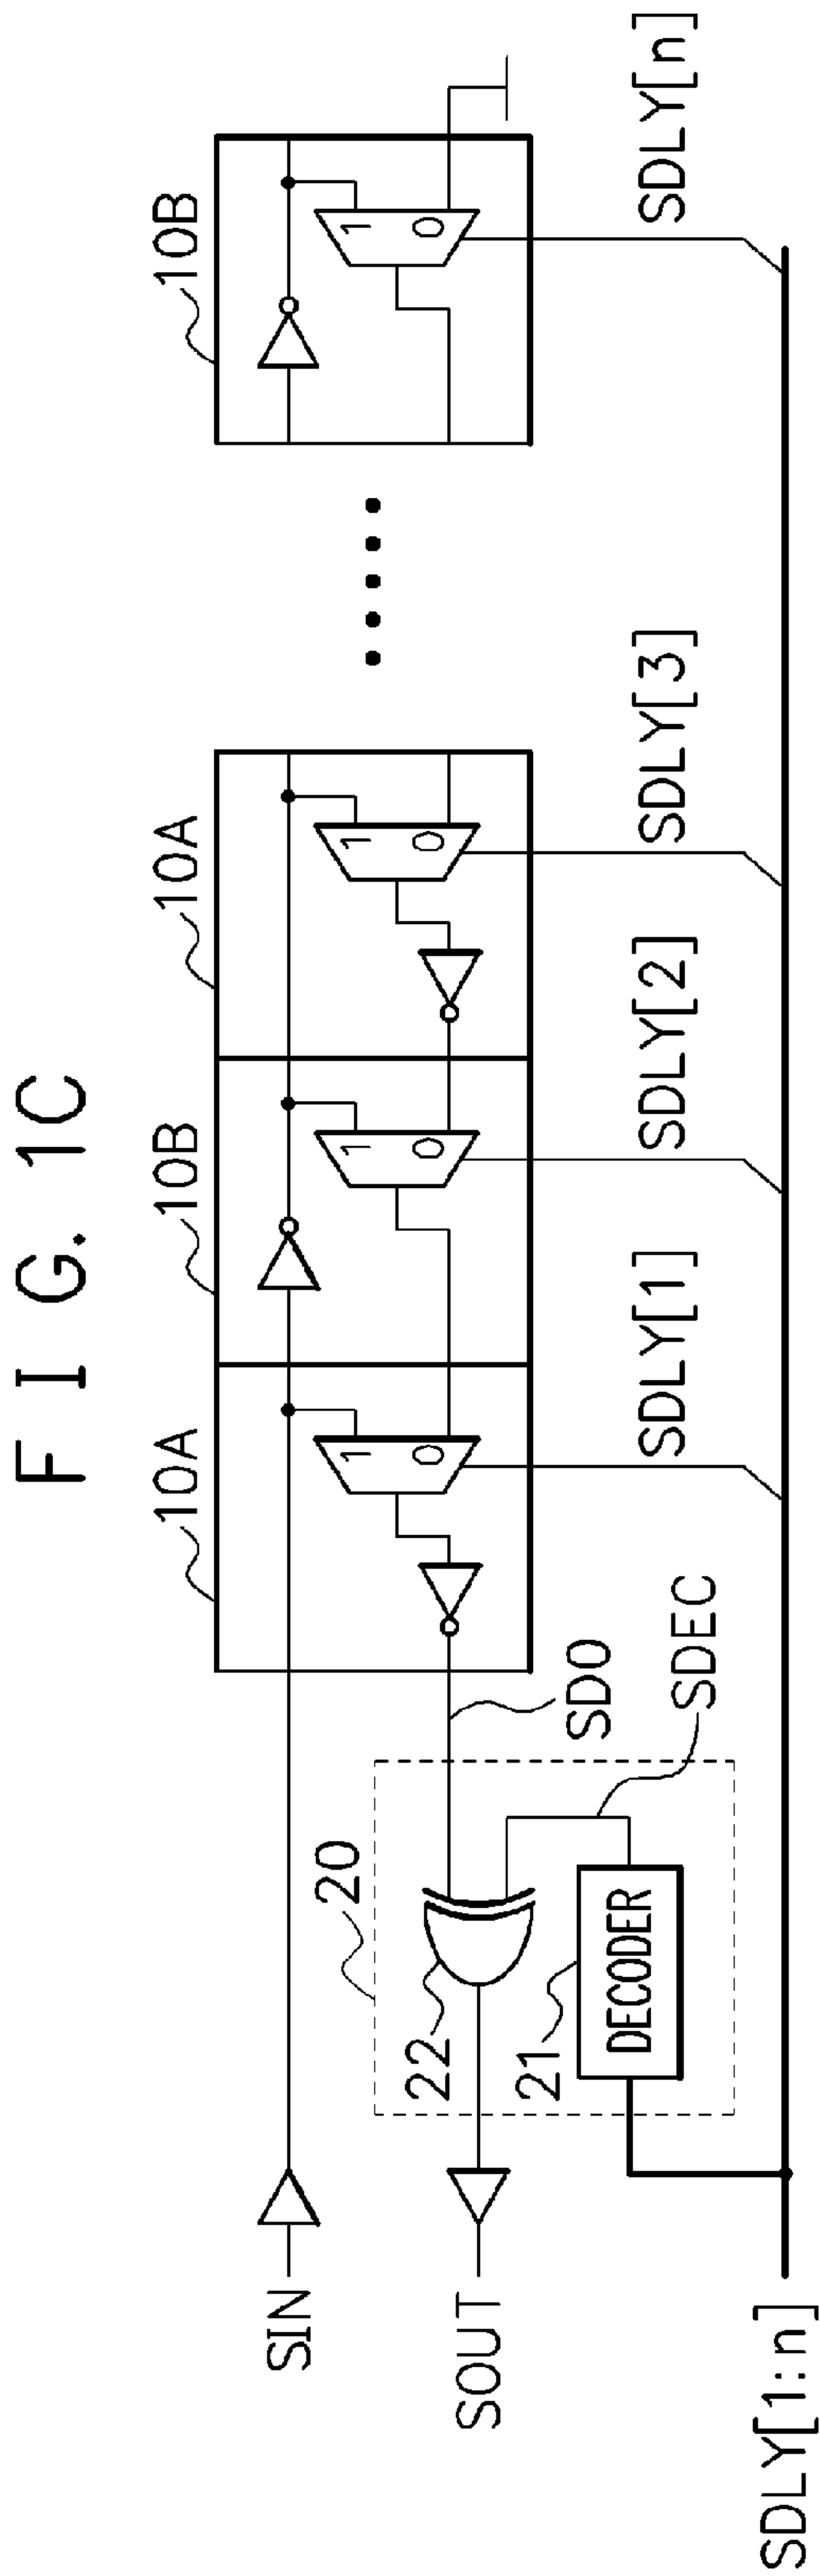 F I G. 1C
10A
10B
10A
10B
1
0
1
0
1
0
1
0
SIN
20
22
SD0
SOUT
21
DECODER
SDEC
SDLY[1]
SDLY[2]
SDLY[3]
SDLY[n]
SDLY[1:n]